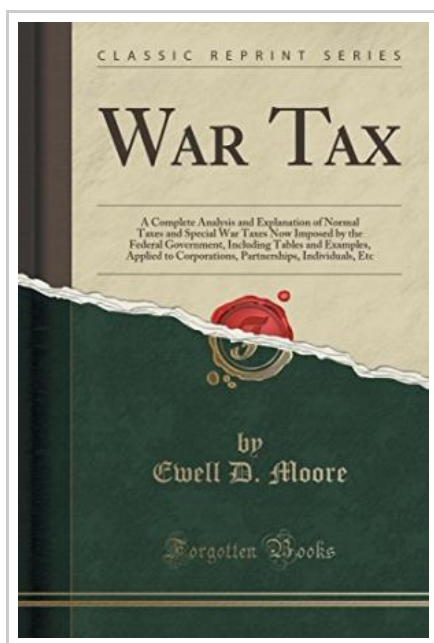 CLASSIC REPRINT SERIES
WAR TAX
A Complete Analysis and Explanation of Normal
Taxes and Special War Taxes Now Imposed by the
Federal Government, Including Tables and Examples,
Applied to Corporations, Partnerships, Individuals, Etc
by
Ewell D. Moore
Forgotten Books